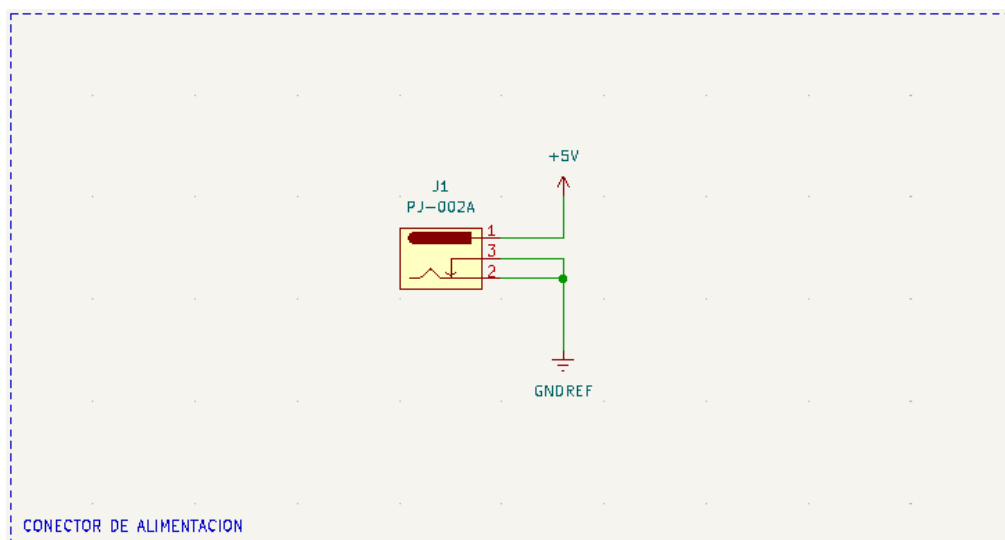 +5V
J1
PJ-002A
1
3
2
GNDREF
CONECTOR DE ALIMENTACION